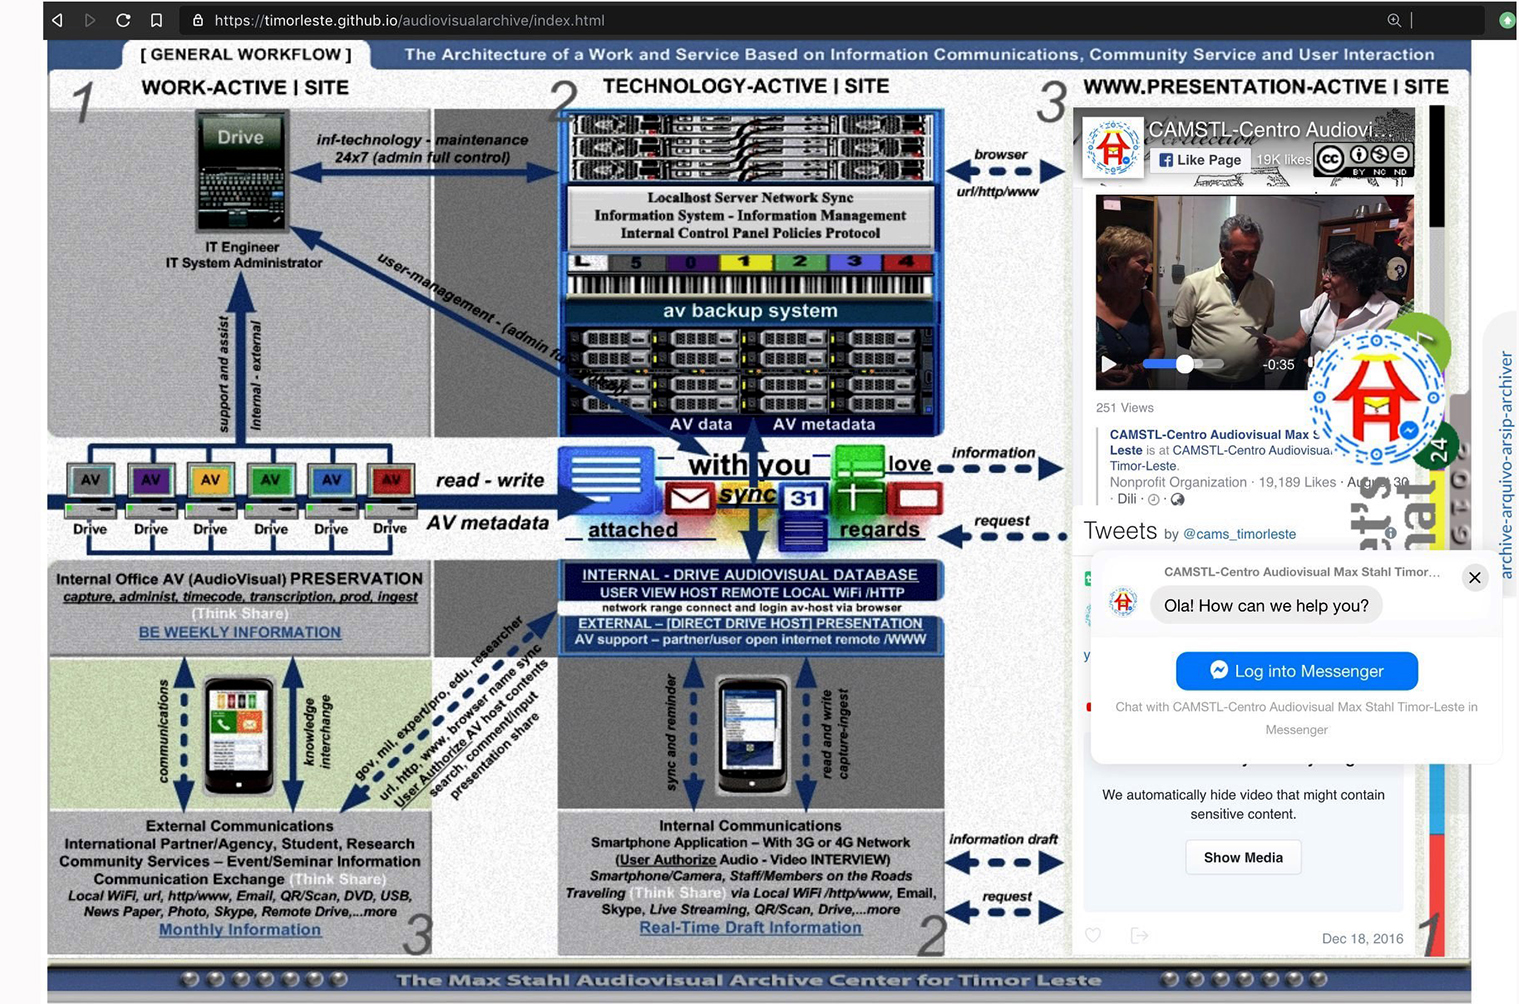 https://timorleste.github.io/audiovisualarchive/index.html
[ GENERAL WORKFLOW ]
The Architecture of a Work and Service Based on Information Communications, Community Service and User Interaction
1
WORK-ACTIVE | SITE
2
TECHNOLOGY-ACTIVE | SITE
3
WWW.PRESENTATION-ACTIVE | SITE
Drive
inf-technology - maintenance
24x7 (admin full control)
IT Engineer
IT System Administrator
user-management - (admin
support and assist
Internal - external
Localhost Server Network Sync
Information System - Information Management
Internal Control Panel Policies Protocol
L 5 0 1 2 3 4
av backup system
AV data
AV metadata
browser
url/http/www
CAMSTL-Centro Audiovi...
Like Page
19K likes
CC
BY NC ND
-0:35
251 Views
CAMSTL-Centro Audiovisual Max S
Leste is at CAMSTL-Centro Audiovisua
Timor-Leste.
Nonprofit Organization · 19,189 Likes · August 30
· Dili ·
24
archive-arquivo-arsip-archiver
AV AV AV AV AV AV
Drive Drive Drive Drive Drive Drive
read - write
AV metadata
with you
love
sync
31
attached
regards
information
request
Tweets by @cams_timorleste
Internal Office AV (AudioVisual) PRESERVATION
capture, administ, timecode, transcription, prod, ingest
(Think Share)
BE WEEKLY INFORMATION
INTERNAL - DRIVE AUDIOVISUAL DATABASE
USER VIEW HOST REMOTE LOCAL WiFi /HTTP
network range connect and login av-host via browser
EXTERNAL – [DIRECT DRIVE HOST] PRESENTATION
AV support – partner/user open internet remote /WWW
CAMSTL-Centro Audiovisual Max Stahl Timor...
Ola! How can we help you?
Log into Messenger
Chat with CAMSTL-Centro Audiovisual Max Stahl Timor-Leste in
Messenger
communications
knowledge
interchange
gov, mil, expert/pro, edu, researcher
url, http, www, browser name sync
User Authorize AV host contents
search, comment/input
presentation share
sync and reminder
read and write
capture-ingest
We automatically hide video that might contain
sensitive content.
Show Media
Dec 18, 2016
External Communications
International Partner/Agency, Student, Research
Community Services – Event/Seminar Information
Communication Exchange (Think Share)
Local WiFi, url, http/www, Email, QR/Scan, DVD, USB,
News Paper, Photo, Skype, Remote Drive,...more
Monthly Information
3
Internal Communications
Smartphone Application – With 3G or 4G Network
(User Authorize Audio - Video INTERVIEW)
Smartphone/Camera, Staff/Members on the Roads
Traveling (Think Share) via Local WiFi /http/www, Email,
Skype, Live Streaming, QR/Scan, Drive,...more
Real-Time Draft Information
2
information draft
request
1
The Max Stahl Audiovisual Archive Center for Timor Leste